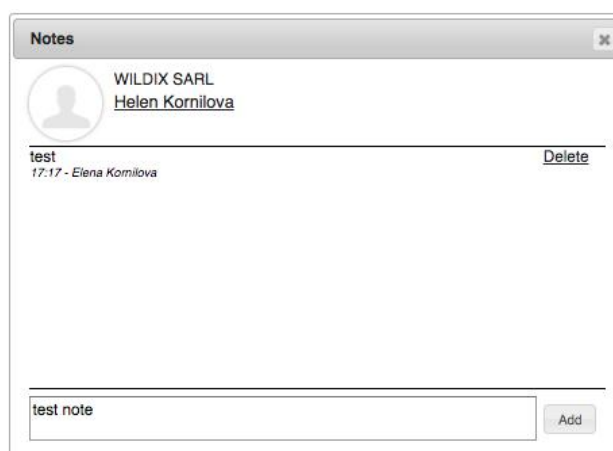 Notes
WILDIX SARL
Helen Kornilova
test
Delete
17:17 - Elena Kornilova
test note
Add